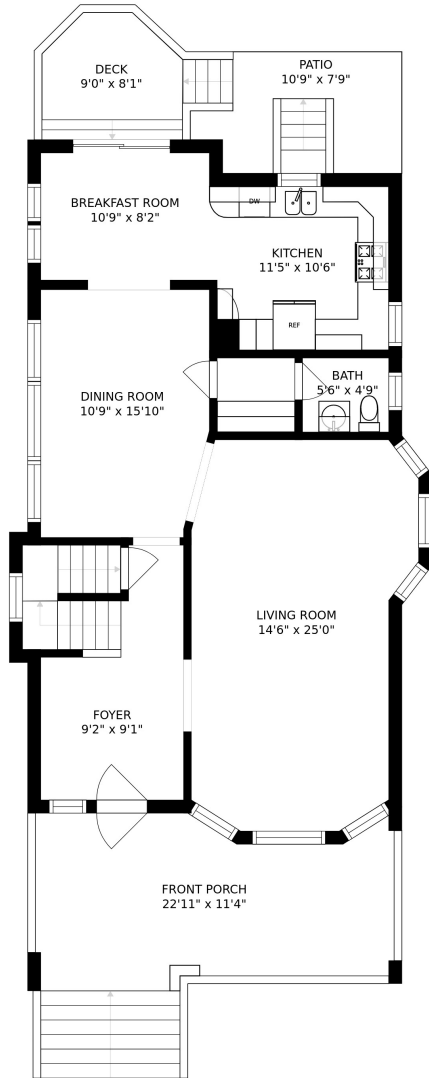 DECK
9'0" x 8'1"
PATIO
10'9" x 7'9"
BREAKFAST ROOM
10'9" x 8'2"
DW
KITCHEN
11'5" x 10'6"
REF
BATH
5'6" x 4'9"
DINING ROOM
10'9" x 15'10"
LIVING ROOM
14'6" x 25'0"
FOYER
9'2" x 9'1"
FRONT PORCH
22'11" x 11'4"